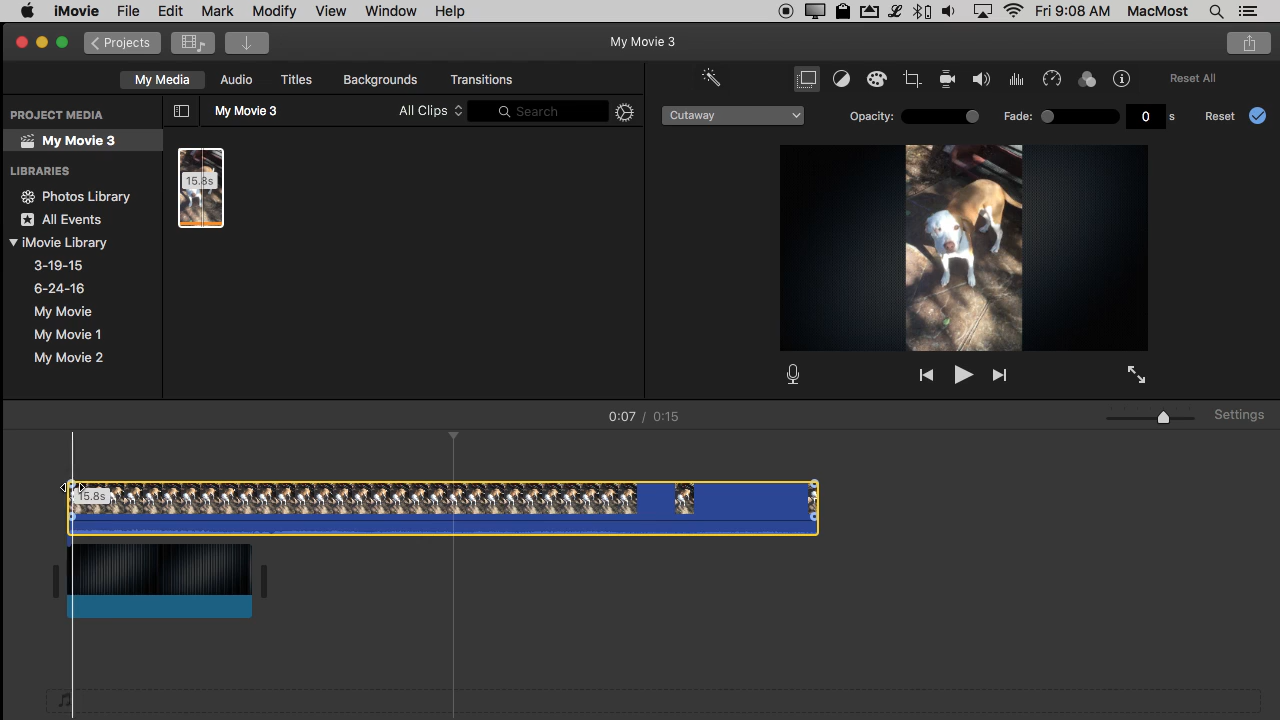 iMovie File Edit Mark Modify View Window Help Fri 9:08 AM MacMost
Projects My Movie 3
My Media Audio Titles Backgrounds Transitions Reset All
PROJECT MEDIA My Movie 3 All Clips Search
Cutaway Opacity: Fade: 0 s Reset
My Movie 3
LIBRARIES
15.8s
Photos Library
All Events
iMovie Library
3-19-15
6-24-16
My Movie
My Movie 1
My Movie 2
0:07 / 0:15 Settings
15.8s